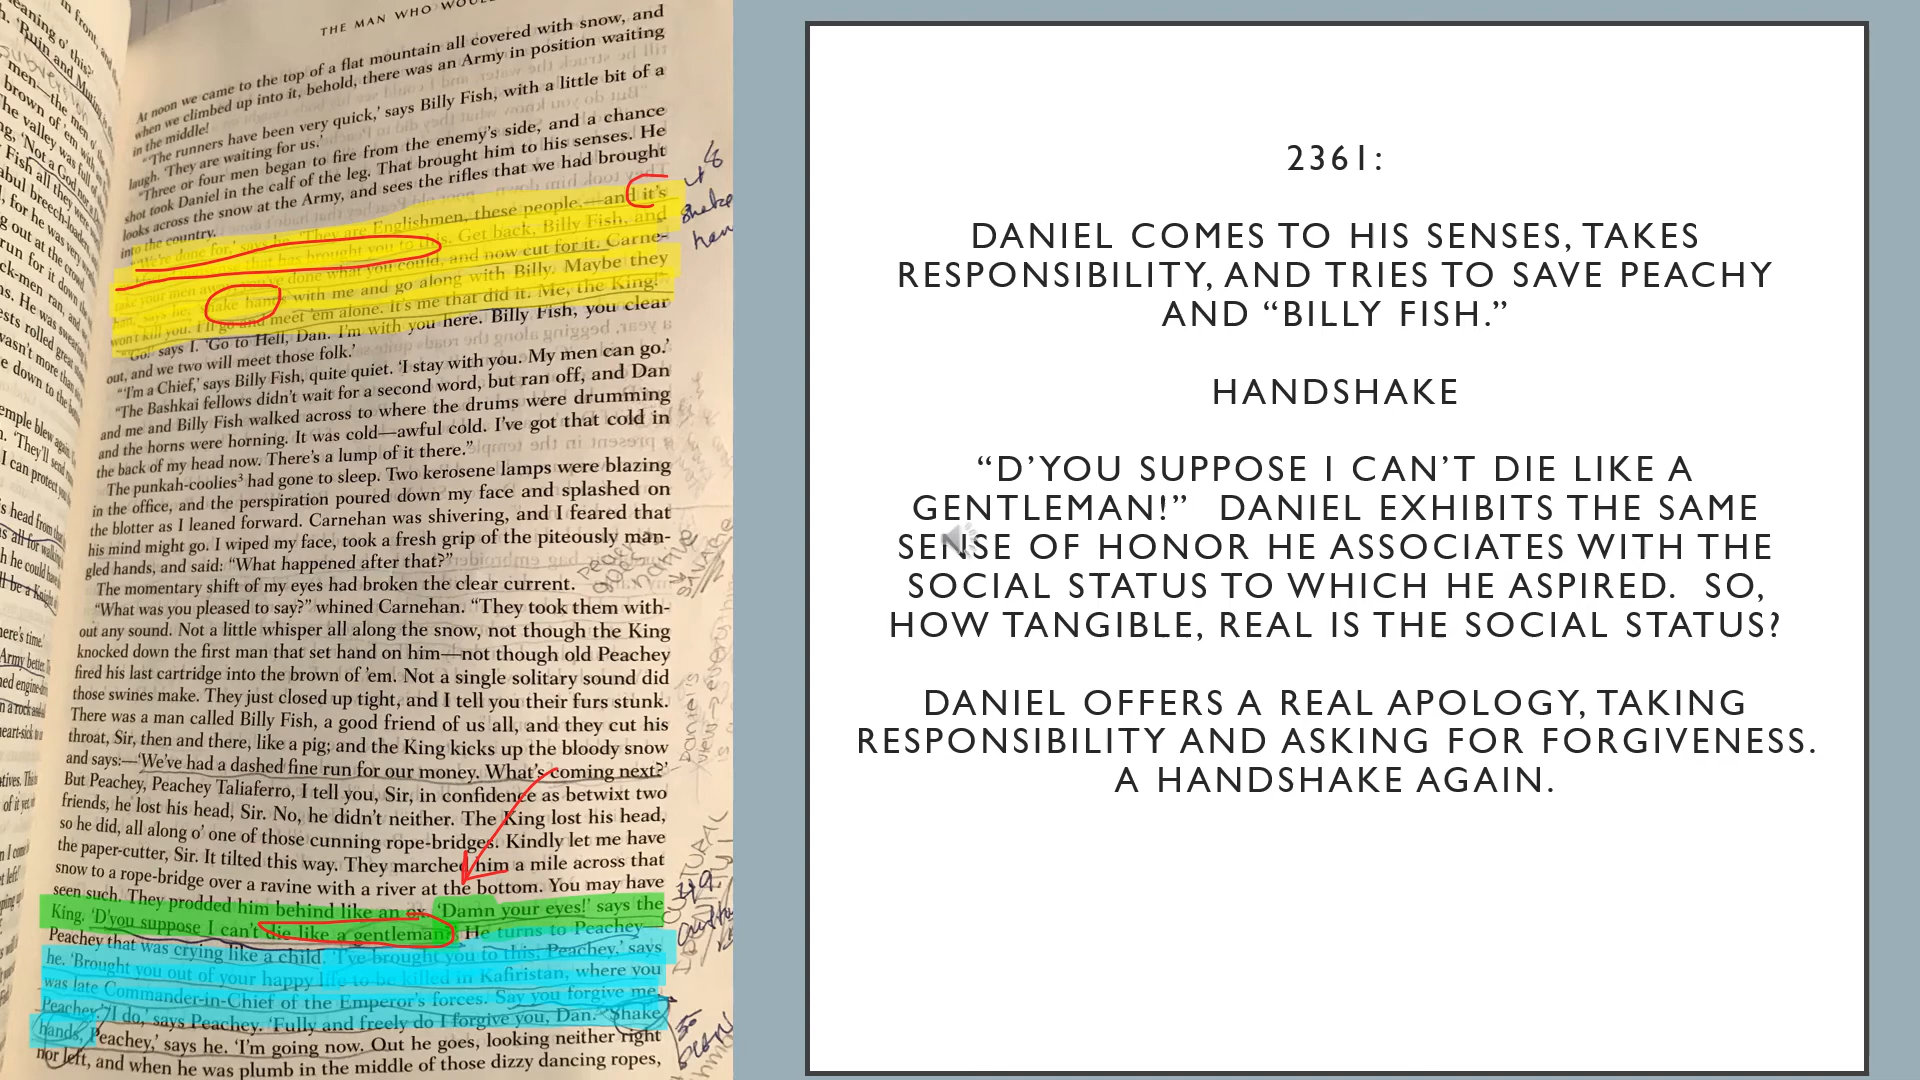 THE MAN WHO
At noon we came to the top of a flat mountain all covered with snow, and
when we climbed up into it, behold, there was an Army in position waiting
in the middle!
"'The runners have been very quick,' says Billy Fish, with a little bit of a
laugh. 'They are waiting for us.'
"Three or four men began to fire from the enemy's side, and a chance
shot took Daniel in the calf of the leg. That brought him to his senses. He
looks across the snow at the Army, and sees the rifles that we had brought
into the country.
"'We're done for,' says he. 'They are Englishmen, these people,—and it's
that has brought you to this. Get back, Billy Fish, and
take your men away; you've done what you could, and now cut for it. Carne-
han,' says he, 'shake hands with me and go along with Billy. Maybe they
won't kill you. I'll go and meet 'em alone. It's me that did it. Me, the King!'
"'Go!' says I. 'Go to Hell, Dan. I'm with you here. Billy Fish, you clear
out, and we two will meet those folk.'
"'I'm a Chief,' says Billy Fish, quite quiet. 'I stay with you. My men can go.'
"The Bashkai fellows didn't wait for a second word, but ran off, and Dan
and me and Billy Fish walked across to where the drums were drumming
and the horns were horning. It was cold—awful cold. I've got that cold in
the back of my head now. There's a lump of it there."
The punkah-coolies³ had gone to sleep. Two kerosene lamps were blazing
in the office, and the perspiration poured down my face and splashed on
the blotter as I leaned forward. Carnehan was shivering, and I feared that
his mind might go. I wiped my face, took a fresh grip of the piteously man-
gled hands, and said: "What happened after that?"
The momentary shift of my eyes had broken the clear current.
"What was you pleased to say?" whined Carnehan. "They took them with-
out any sound. Not a little whisper all along the snow, not though the King
knocked down the first man that set hand on him—not though old Peachey
fired his last cartridge into the brown of 'em. Not a single solitary sound did
those swines make. They just closed up tight, and I tell you their furs stunk.
There was a man called Billy Fish, a good friend of us all, and they cut his
throat, Sir, then and there, like a pig; and the King kicks up the bloody snow
and says:—'We've had a dashed fine run for our money. What's coming next?'
But Peachey, Peachey Taliaferro, I tell you, Sir, in confidence as betwixt two
friends, he lost his head, Sir. No, he didn't neither. The King lost his head,
so he did, all along o' one of those cunning rope-bridges. Kindly let me have
the paper-cutter, Sir. It tilted this way. They marched him a mile across that
snow to a rope-bridge over a ravine with a river at the bottom. You may have
seen such. They prodded him behind like an ox. 'Damn your eyes!' says the
King. 'D'you suppose I can't die like a gentleman?' He turns to Peachey—
Peachey that was crying like a child. 'I've brought you to this, Peachey,' says
he. 'Brought you out of your happy life to be killed in Kafiristan, where you
was late Commander-in-Chief of the Emperor's forces. Say you forgive me,
Peachey.' 'I do,' says Peachey. 'Fully and freely do I forgive you, Dan.' 'Shake
hands, Peachey,' says he. 'I'm going now.' Out he goes, looking neither right
nor left, and when he was plumb in the middle of those dizzy dancing ropes,
2361:
DANIEL COMES TO HIS SENSES, TAKES
RESPONSIBILITY, AND TRIES TO SAVE PEACHY
AND “BILLY FISH.”
HANDSHAKE
“D’YOU SUPPOSE I CAN’T DIE LIKE A
GENTLEMAN!” DANIEL EXHIBITS THE SAME
SENSE OF HONOR HE ASSOCIATES WITH THE
SOCIAL STATUS TO WHICH HE ASPIRED. SO,
HOW TANGIBLE, REAL IS THE SOCIAL STATUS?
DANIEL OFFERS A REAL APOLOGY, TAKING
RESPONSIBILITY AND ASKING FOR FORGIVENESS.
A HANDSHAKE AGAIN.